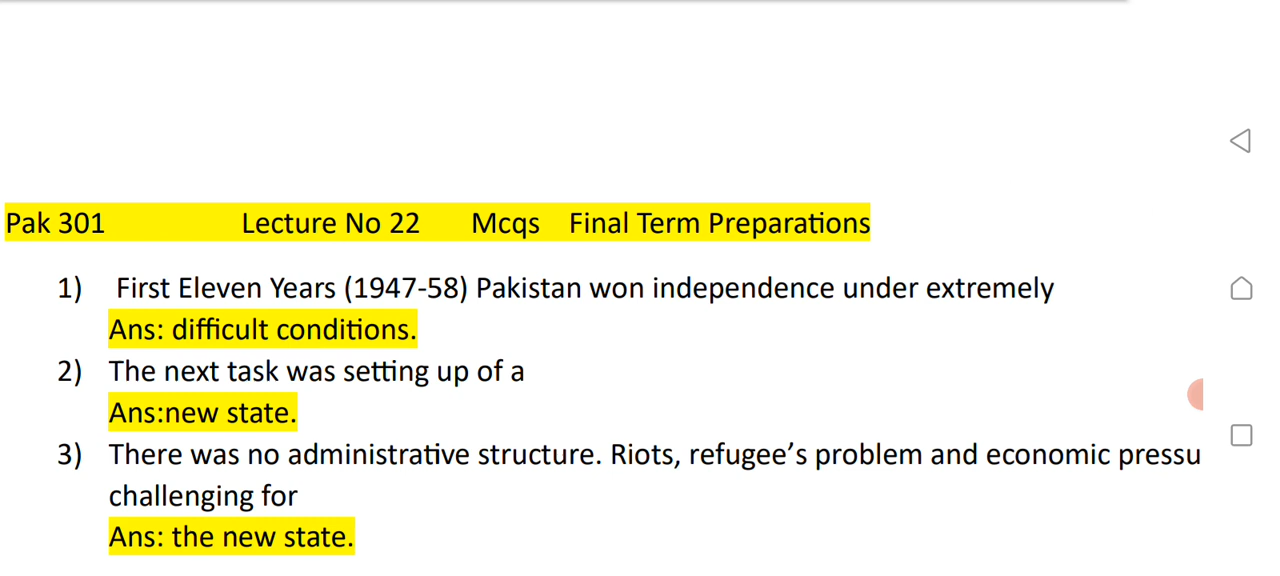 Pak 301 Lecture No 22 Mcqs Final Term Preparations
1) First Eleven Years (1947-58) Pakistan won independence under extremely
Ans: difficult conditions.
2) The next task was setting up of a
Ans:new state.
3) There was no administrative structure. Riots, refugee’s problem and economic pressu
challenging for
Ans: the new state.